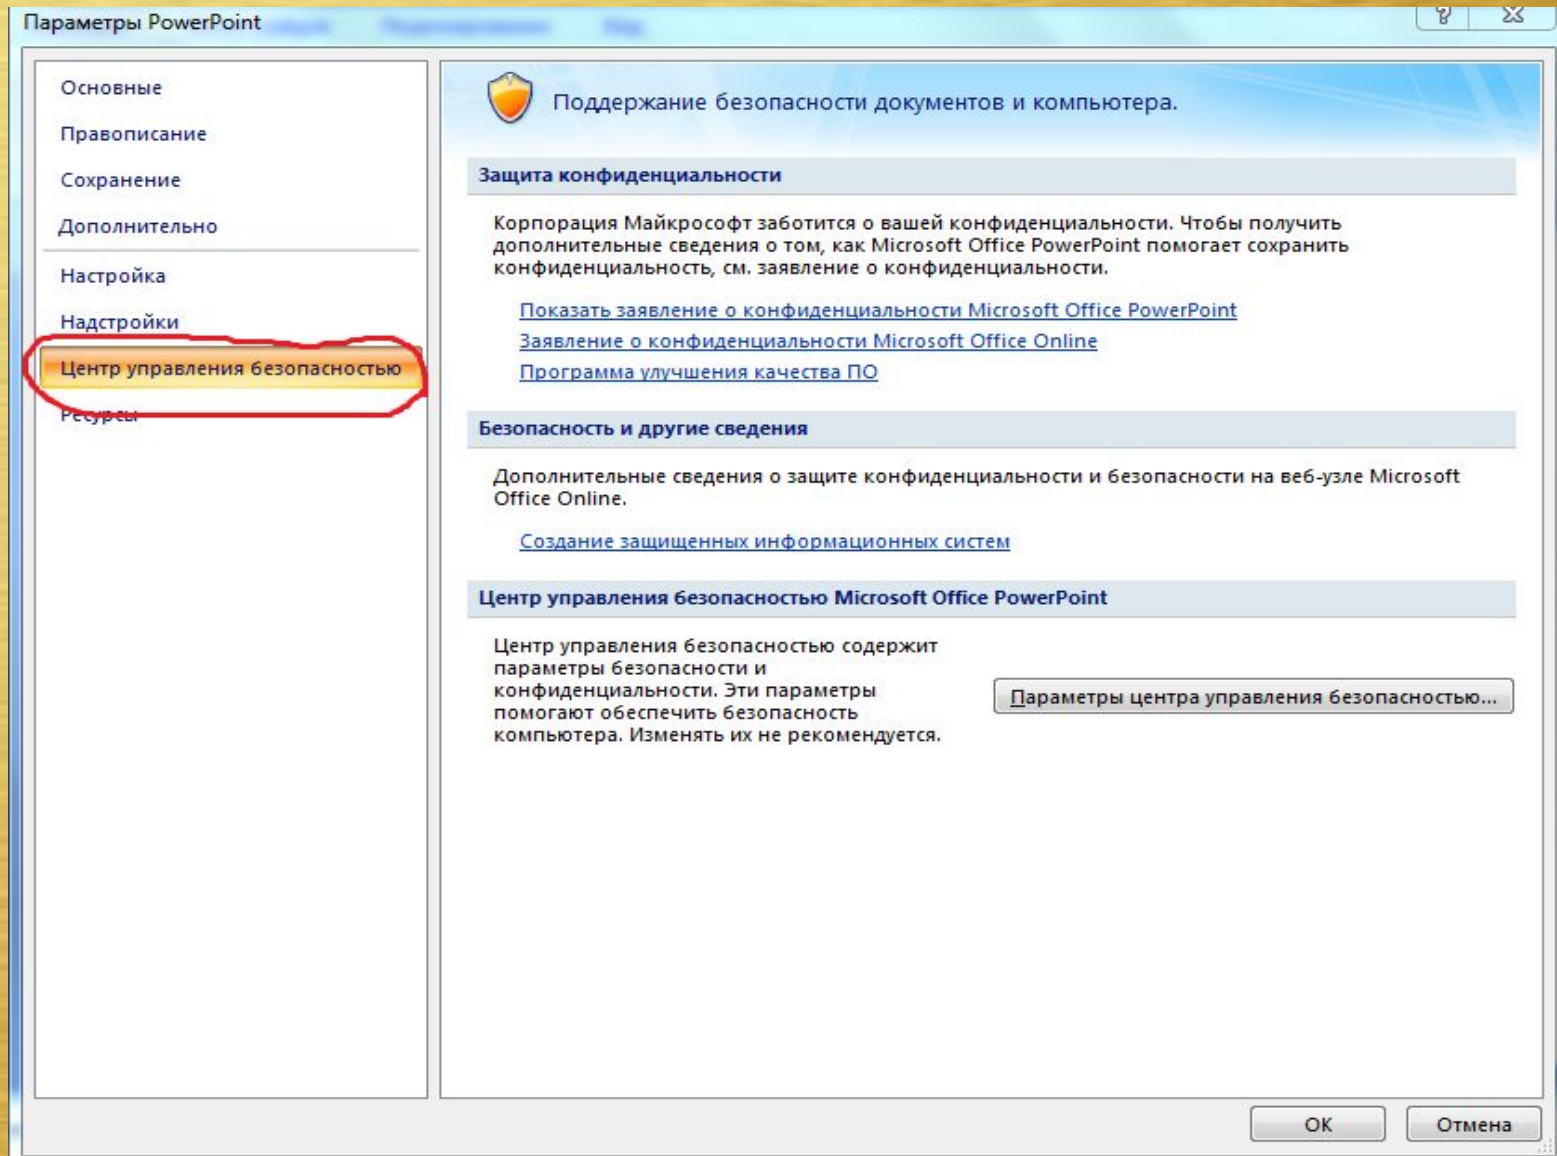 Параметры PowerPoint
Основные
Правописание
Сохранение
Дополнительно
Настройка
Надстройки
Центр управления безопасностью
Ресурсы
Поддержание безопасности документов и компьютера.
Защита конфиденциальности
Корпорация Майкрософт заботится о вашей конфиденциальности. Чтобы получить
дополнительные сведения о том, как Microsoft Office PowerPoint помогает сохранить
конфиденциальность, см. заявление о конфиденциальности.
Показать заявление о конфиденциальности Microsoft Office PowerPoint
Заявление о конфиденциальности Microsoft Office Online
Программа улучшения качества ПО
Безопасность и другие сведения
Дополнительные сведения о защите конфиденциальности и безопасности на веб-узле Microsoft
Office Online.
Создание защищенных информационных систем
Центр управления безопасностью Microsoft Office PowerPoint
Центр управления безопасностью содержит
параметры безопасности и
конфиденциальности. Эти параметры
помогают обеспечить безопасность
компьютера. Изменять их не рекомендуется.
Параметры центра управления безопасностью...
ОК
Отмена